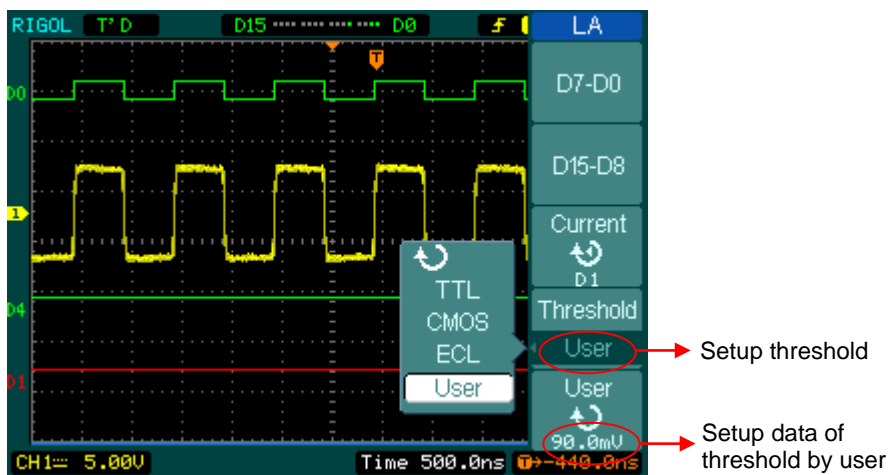 RIGOL T'D D15 D0 LA
T
D0
D7-D0
D15-D8
1
Current
D1
TTL
CMOS
ECL
User
D4
Threshold
User
Setup threshold
D1
User
90.0mV
Setup data of
threshold by user
CH1 5.00V Time 500.0ns T→-440.0ns